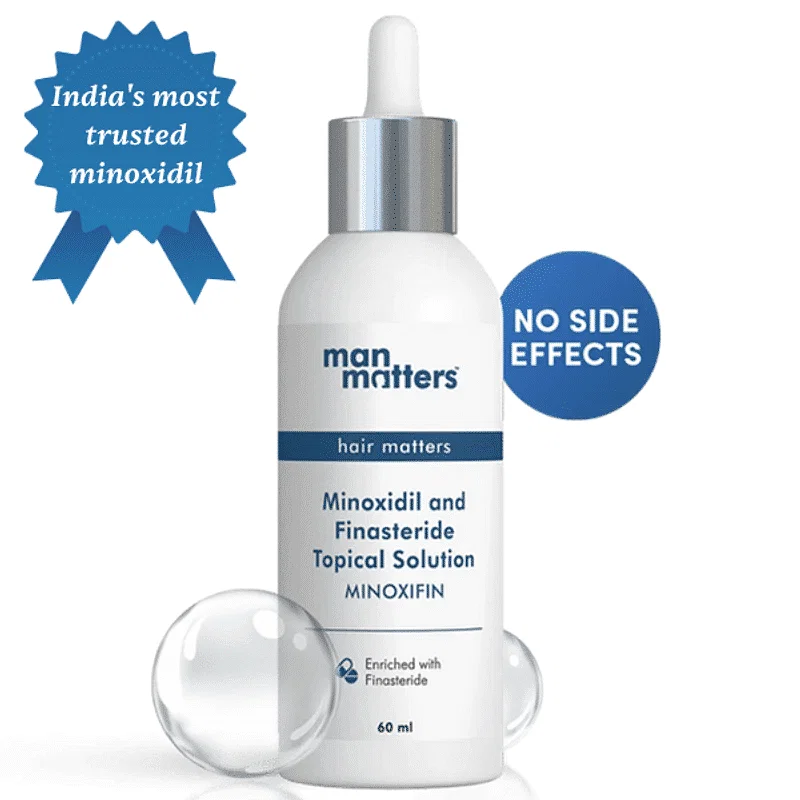 India's most
trusted
minoxidil
NO SIDE
EFFECTS
man
matters™
hair matters
Minoxidil and
Finasteride
Topical Solution
MINOXIFIN
Enriched with
Finasteride
60 ml